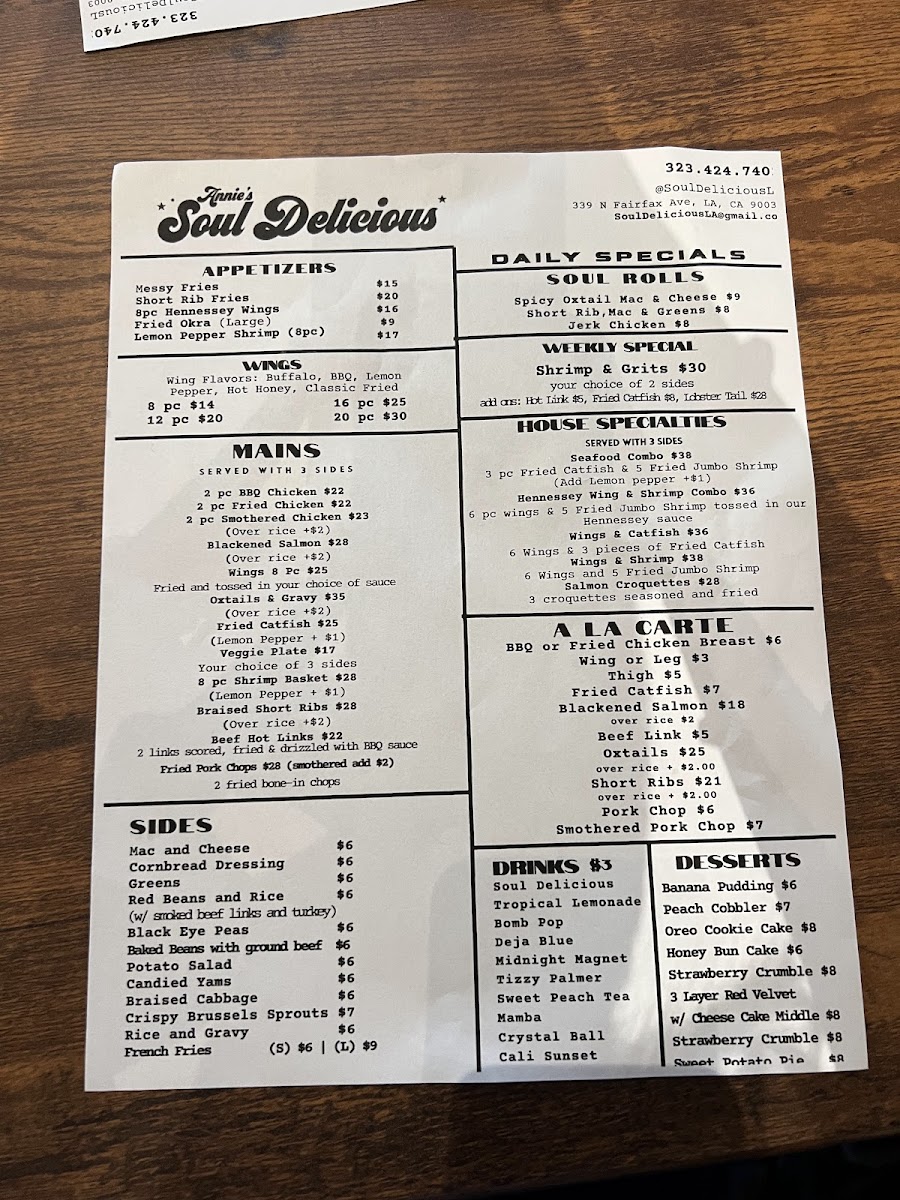 323.424.740
SoulDeliciousL
Annie's
Soul Delicious
323.424.740
@SoulDeliciousL
339 N Fairfax Ave, LA, CA 9003
SoulDeliciousLA@gmail.co
APPETIZERS
Messy Fries $15
Short Rib Fries $20
8pc Hennessey Wings $16
Fried Okra (Large) $9
Lemon Pepper Shrimp (8pc) $17
WINGS
Wing Flavors: Buffalo, BBQ, Lemon
Pepper, Hot Honey, Classic Fried
8 pc $14 16 pc $25
12 pc $20 20 pc $30
MAINS
SERVED WITH 3 SIDES
2 pc BBQ Chicken $22
2 pc Fried Chicken $22
2 pc Smothered Chicken $23
(Over rice +$2)
Blackened Salmon $28
(Over rice +$2)
Wings 8 Pc $25
Fried and tossed in your choice of sauce
Oxtails & Gravy $35
(Over rice +$2)
Fried Catfish $25
(Lemon Pepper + $1)
Veggie Plate $17
Your choice of 3 sides
8 pc Shrimp Basket $28
(Lemon Pepper + $1)
Braised Short Ribs $28
(Over rice +$2)
Beef Hot Links $22
2 links scored, fried & drizzled with BBQ sauce
Fried Pork Chops $28 (smothered add $2)
2 fried bone-in chops
SIDES
Mac and Cheese $6
Cornbread Dressing $6
Greens $6
Red Beans and Rice $6
(w/ smoked beef links and turkey)
Black Eye Peas $6
Baked Beans with ground beef $6
Potato Salad $6
Candied Yams $6
Braised Cabbage $6
Crispy Brussels Sprouts $7
Rice and Gravy $6
French Fries (S) $6 | (L) $9
DAILY SPECIALS
SOUL ROLLS
Spicy Oxtail Mac & Cheese $9
Short Rib,Mac & Greens $8
Jerk Chicken $8
WEEKLY SPECIAL
Shrimp & Grits $30
your choice of 2 sides
add ons: Hot Link $5, Fried Catfish $8, Lobster Tail $28
HOUSE SPECIALTIES
SERVED WITH 3 SIDES
Seafood Combo $38
3 pc Fried Catfish & 5 Fried Jumbo Shrimp
(Add Lemon pepper +$1)
Hennessey Wing & Shrimp Combo $36
6 pc wings & 5 Fried Jumbo Shrimp tossed in our
Hennessey sauce
Wings & Catfish $36
6 Wings & 3 pieces of Fried Catfish
Wings & Shrimp $38
6 Wings and 5 Fried Jumbo Shrimp
Salmon Croquettes $28
3 croquettes seasoned and fried
A LA CARTE
BBQ or Fried Chicken Breast $6
Wing or Leg $3
Thigh $5
Fried Catfish $7
Blackened Salmon $18
over rice $2
Beef Link $5
Oxtails $25
over rice + $2.00
Short Ribs $21
over rice + $2.00
Pork Chop $6
Smothered Pork Chop $7
DRINKS $3
Soul Delicious
Tropical Lemonade
Bomb Pop
Deja Blue
Midnight Magnet
Tizzy Palmer
Sweet Peach Tea
Mamba
Crystal Ball
Cali Sunset
DESSERTS
Banana Pudding $6
Peach Cobbler $7
Oreo Cookie Cake $8
Honey Bun Cake $6
Strawberry Crumble $8
3 Layer Red Velvet
w/ Cheese Cake Middle $8
Strawberry Crumble $8
Sweet Potato Pie $8